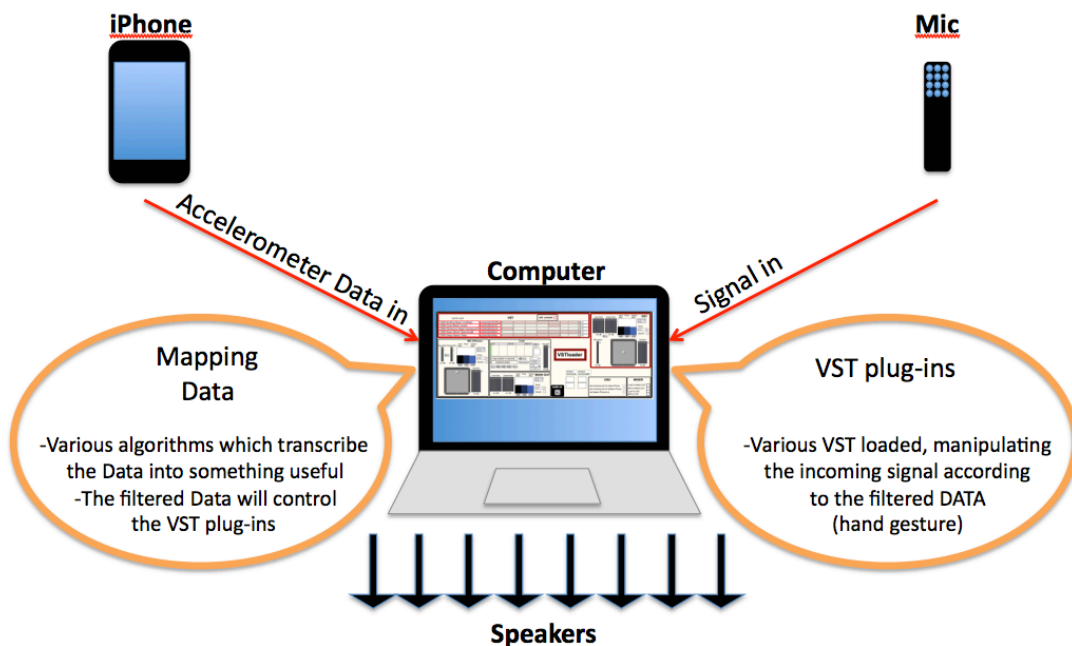 iPhone
Mic
Accelerometer Data in
Signal in
Computer
VSTloader
Mapping
Data
-Various algorithms which transcribe
the Data into something useful
-The filtered Data will control
the VST plug-ins
VST plug-ins
-Various VST loaded, manipulating
the incoming signal according
to the filtered DATA
(hand gesture)
Speakers